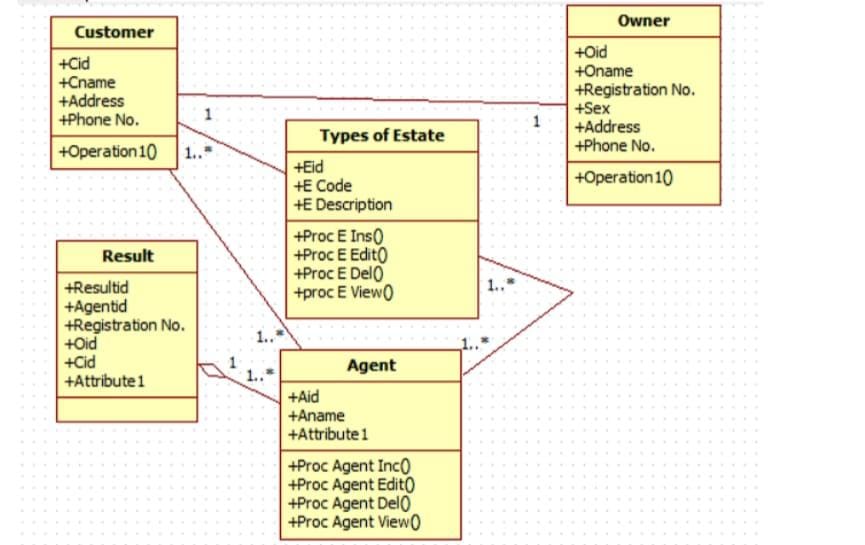 Customer
+Cid
+Cname
+Address
+Phone No.
+Operation1()
Owner
+Oid
+Oname
+Registration No.
+Sex
+Address
+Phone No.
+Operation1()
1
1
1..*
Types of Estate
+Eid
+E Code
+E Description
+Proc E Ins()
+Proc E Edit()
+Proc E Del()
+proc E View()
1..*
Result
+Resultid
+Agentid
+Registration No.
+Oid
+Cid
+Attribute1
1..*
1..*
1
1..*
Agent
+Aid
+Aname
+Attribute1
+Proc Agent Inc()
+Proc Agent Edit()
+Proc Agent Del()
+Proc Agent View()